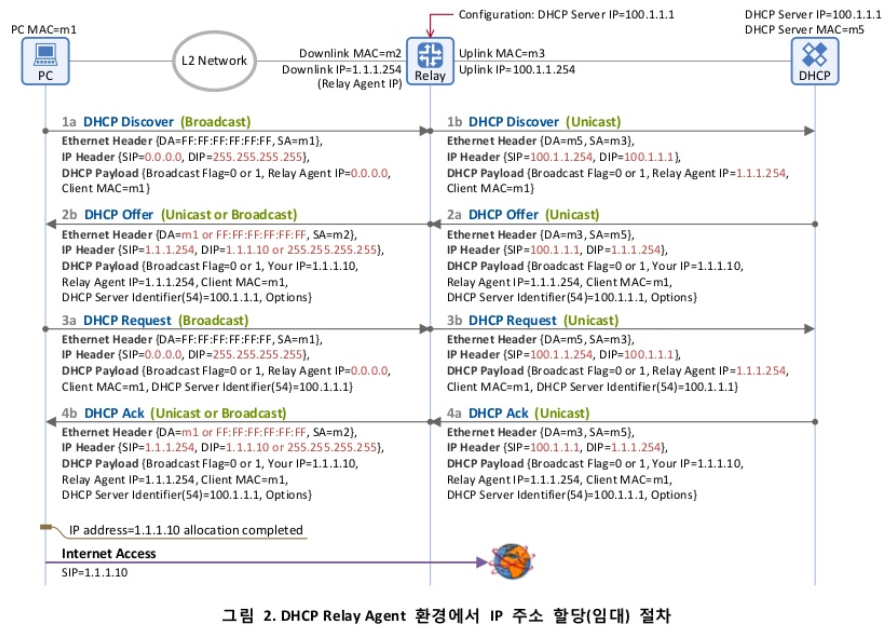 Configuration: DHCP Server IP=100.1.1.1
DHCP Server IP=100.1.1.1
DHCP Server MAC=m5
PC MAC=m1
PC
L2 Network
Downlink MAC=m2
Downlink IP=1.1.1.254
(Relay Agent IP)
Relay
Uplink MAC=m3
Uplink IP=100.1.1.254
DHCP
1a DHCP Discover (Broadcast)
Ethernet Header {DA=FF:FF:FF:FF:FF:FF, SA=m1},
IP Header {SIP=0.0.0.0, DIP=255.255.255.255},
DHCP Payload {Broadcast Flag=0 or 1, Relay Agent IP=0.0.0.0,
Client MAC=m1}
1b DHCP Discover (Unicast)
Ethernet Header {DA=m5, SA=m3},
IP Header {SIP=100.1.1.254, DIP=100.1.1.1},
DHCP Payload {Broadcast Flag=0 or 1, Relay Agent IP=1.1.1.254,
Client MAC=m1}
2b DHCP Offer (Unicast or Broadcast)
Ethernet Header {DA=m1 or FF:FF:FF:FF:FF:FF, SA=m2},
IP Header {SIP=1.1.1.254, DIP=1.1.1.10 or 255.255.255.255},
DHCP Payload {Broadcast Flag=0 or 1, Your IP=1.1.1.10,
Relay Agent IP=1.1.1.254, Client MAC=m1,
DHCP Server Identifier(54)=100.1.1.1, Options}
2a DHCP Offer (Unicast)
Ethernet Header {DA=m3, SA=m5},
IP Header {SIP=100.1.1.1, DIP=1.1.1.254},
DHCP Payload {Broadcast Flag=0 or 1, Your IP=1.1.1.10,
Relay Agent IP=1.1.1.254, Client MAC=m1,
DHCP Server Identifier(54)=100.1.1.1, Options}
3a DHCP Request (Broadcast)
Ethernet Header {DA=FF:FF:FF:FF:FF:FF, SA=m1},
IP Header {SIP=0.0.0.0, DIP=255.255.255.255},
DHCP Payload {Broadcast Flag=0 or 1, Relay Agent IP=0.0.0.0,
Client MAC=m1, DHCP Server Identifier(54)=100.1.1.1}
3b DHCP Request (Unicast)
Ethernet Header {DA=m5, SA=m3},
IP Header {SIP=100.1.1.254, DIP=100.1.1.1},
DHCP Payload {Broadcast Flag=0 or 1, Relay Agent IP=1.1.1.254,
Client MAC=m1, DHCP Server Identifier(54)=100.1.1.1}
4b DHCP Ack (Unicast or Broadcast)
Ethernet Header {DA=m1 or FF:FF:FF:FF:FF:FF, SA=m2},
IP Header {SIP=1.1.1.254, DIP=1.1.1.10 or 255.255.255.255},
DHCP Payload {Broadcast Flag=0 or 1, Your IP=1.1.1.10,
Relay Agent IP=1.1.1.254, Client MAC=m1,
DHCP Server Identifier(54)=100.1.1.1, Options}
4a DHCP Ack (Unicast)
Ethernet Header {DA=m3, SA=m5},
IP Header {SIP=100.1.1.1, DIP=1.1.1.254},
DHCP Payload {Broadcast Flag=0 or 1, Your IP=1.1.1.10,
Relay Agent IP=1.1.1.254, Client MAC=m1,
DHCP Server Identifier(54)=100.1.1.1, Options}
IP address=1.1.1.10 allocation completed
Internet Access
SIP=1.1.1.10
그림 2. DHCP Relay Agent 환경에서 IP 주소 할당(임대) 절차